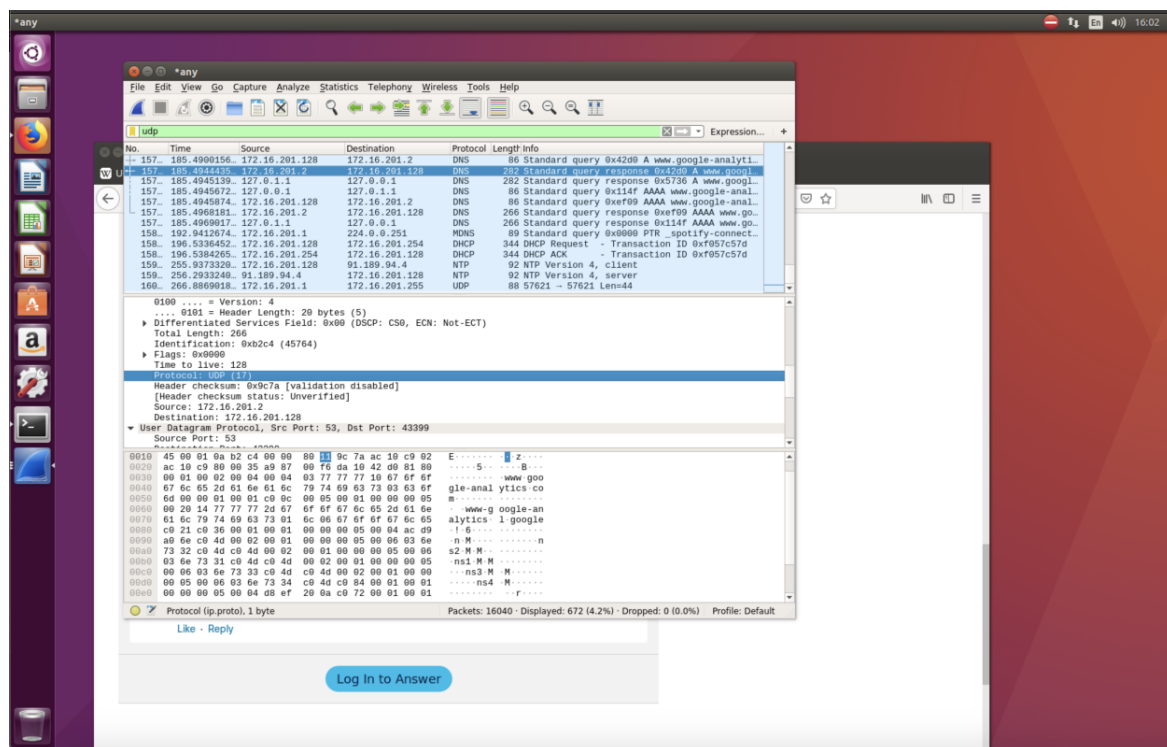 *any
En
16:02
*any
File Edit View Go Capture Analyze Statistics Telephony Wireless Tools Help
udp
Expression... +
No. Time Source Destination Protocol Length Info
157… 185.4900156… 172.16.201.128 172.16.201.2 DNS 86 Standard query 0x42d0 A www.google-analyti…
157… 185.4944435… 172.16.201.2 172.16.201.128 DNS 282 Standard query response 0x42d0 A www.googl…
157… 185.4945139… 127.0.1.1 127.0.0.1 DNS 282 Standard query response 0x5736 A www.googl…
157… 185.4945672… 127.0.0.1 127.0.1.1 DNS 86 Standard query 0x114f AAAA www.google-anal…
157… 185.4945874… 172.16.201.128 172.16.201.2 DNS 86 Standard query 0xef09 AAAA www.google-anal…
157… 185.4968181… 172.16.201.2 172.16.201.128 DNS 266 Standard query response 0xef09 AAAA www.go…
157… 185.4969017… 127.0.1.1 127.0.0.1 DNS 266 Standard query response 0x114f AAAA www.go…
158… 192.9412674… 172.16.201.1 224.0.0.251 MDNS 89 Standard query 0x0000 PTR _spotify-connect…
158… 196.5336452… 172.16.201.128 172.16.201.254 DHCP 344 DHCP Request - Transaction ID 0xf057c57d
158… 196.5384265… 172.16.201.254 172.16.201.128 DHCP 344 DHCP ACK - Transaction ID 0xf057c57d
159… 255.9373320… 172.16.201.128 91.189.94.4 NTP 92 NTP Version 4, client
159… 256.2933240… 91.189.94.4 172.16.201.128 NTP 92 NTP Version 4, server
160… 266.8869018… 172.16.201.1 172.16.201.255 UDP 88 57621 → 57621 Len=44
0100 .... = Version: 4
.... 0101 = Header Length: 20 bytes (5)
Differentiated Services Field: 0x00 (DSCP: CS0, ECN: Not-ECT)
Total Length: 266
Identification: 0xb2c4 (45764)
Flags: 0x0000
Time to live: 128
Protocol: UDP (17)
Header checksum: 0x9c7a [validation disabled]
[Header checksum status: Unverified]
Source: 172.16.201.2
Destination: 172.16.201.128
User Datagram Protocol, Src Port: 53, Dst Port: 43399
Source Port: 53
0010 45 00 01 0a b2 c4 00 00 80 11 9c 7a ac 10 c9 02 E······· ···z····
0020 ac 10 c9 80 00 35 a9 87 00 f6 da 10 42 d0 81 80 ·····5·· ····B···
0030 00 01 00 02 00 04 00 04 03 77 77 77 10 67 6f 6f ········ ·www·goo
0040 67 6c 65 2d 61 6e 61 6c 79 74 69 63 73 03 63 6f gle-anal ytics·co
0050 6d 00 00 01 00 01 c0 0c 00 05 00 01 00 00 00 05 m······· ········
0060 00 20 14 77 77 77 2d 67 6f 6f 67 6c 65 2d 61 6e · ·www-g oogle-an
0070 61 6c 79 74 69 63 73 01 6c 06 67 6f 6f 67 6c 65 alytics· l·google
0080 c0 21 c0 36 00 01 00 01 00 00 00 05 00 04 ac d9 ·!·6···· ········
0090 a0 6e c0 4d 00 02 00 01 00 00 00 05 00 06 03 6e ·n·M···· ·······n
00a0 73 32 c0 4d c0 4d 00 02 00 01 00 00 00 05 00 06 s2·M·M·· ········
00b0 03 6e 73 31 c0 4d c0 4d 00 02 00 01 00 00 00 05 ·ns1·M·M ········
00c0 00 06 03 6e 73 33 c0 4d c0 4d 00 02 00 01 00 00 ···ns3·M ·M······
00d0 00 05 00 06 03 6e 73 34 c0 4d c0 84 00 01 00 01 ·····ns4 ·M······
00e0 00 00 00 05 00 04 d8 ef 20 0a c0 72 00 01 00 01 ········ ··r····
Protocol (ip.proto), 1 byte
Packets: 16040 · Displayed: 672 (4.2%) · Dropped: 0 (0.0%)
Profile: Default
Like · Reply
Log In to Answer